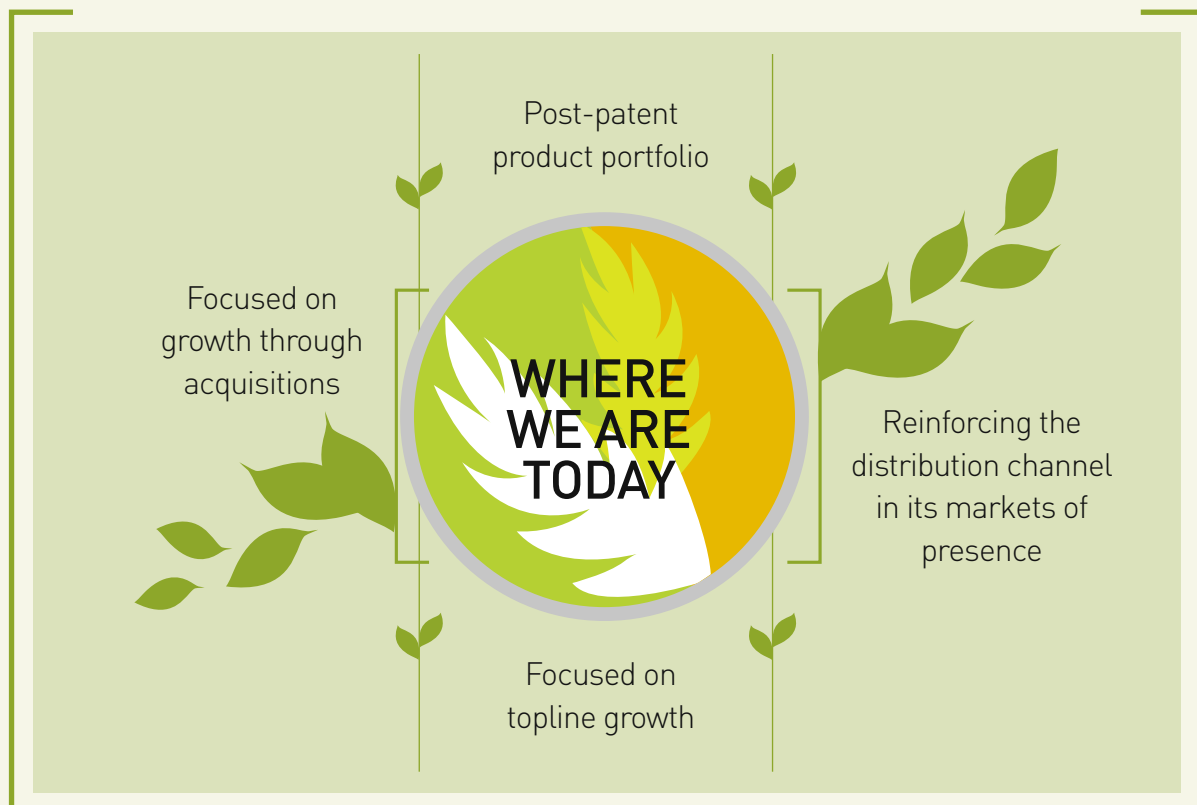 Post-patent
product portfolio
Focused on
growth through
acquisitions
WHERE
WE ARE
TODAY
Reinforcing the
distribution channel
in its markets of
presence
Focused on
topline growth